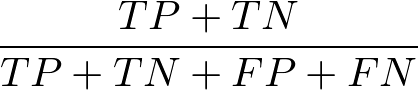 TP + TN
TP + TN + FP + FN